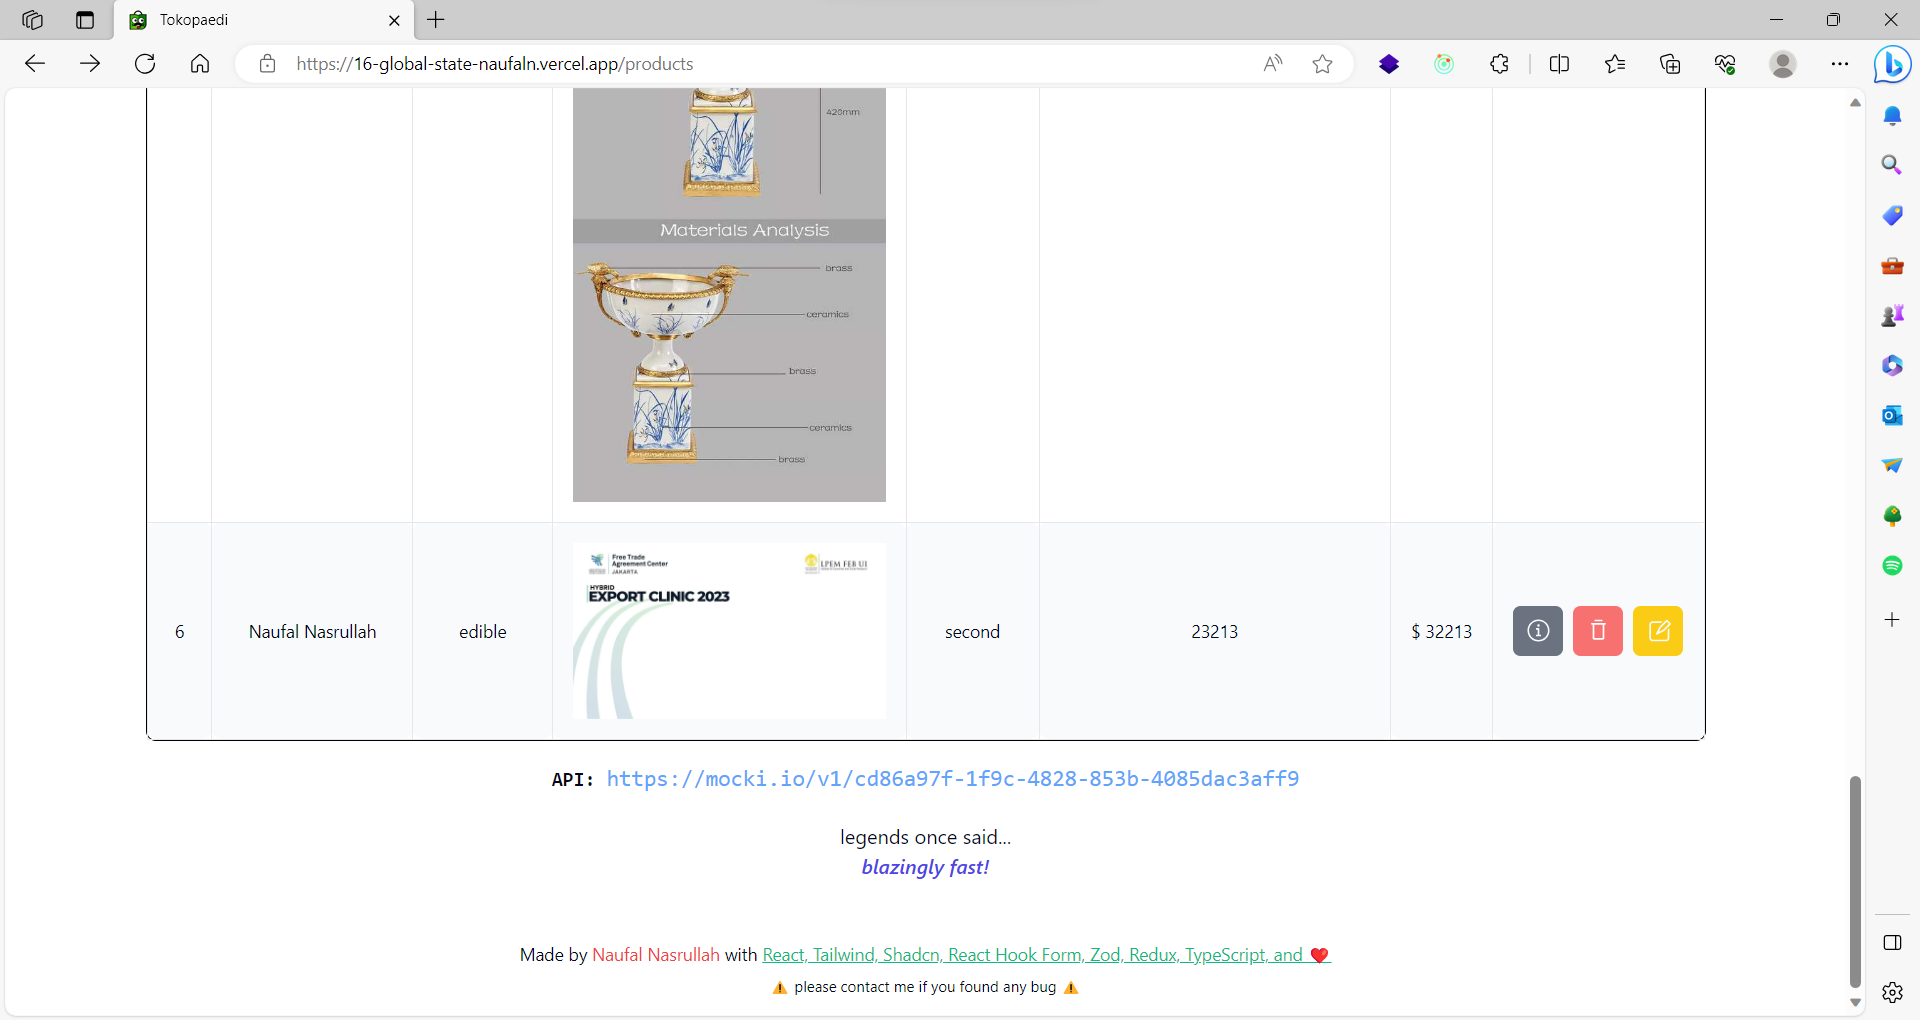 Tokopaedi
https://16-global-state-naufaln.vercel.app/products
420mm
Materials Analysis
brass
ceramics
brass
ceramics
brass
6
Naufal Nasrullah
edible
Free Trade
Agreement Center
JAKARTA
LPEM FEB UI
HYBRID
EXPORT CLINIC 2023
second
23213
$ 32213
API: https://mocki.io/v1/cd86a97f-1f9c-4828-853b-4085dac3aff9
legends once said...
blazingly fast!
Made by Naufal Nasrullah with React, Tailwind, Shadcn, React Hook Form, Zod, Redux, TypeScript, and ❤️
⚠️ please contact me if you found any bug ⚠️